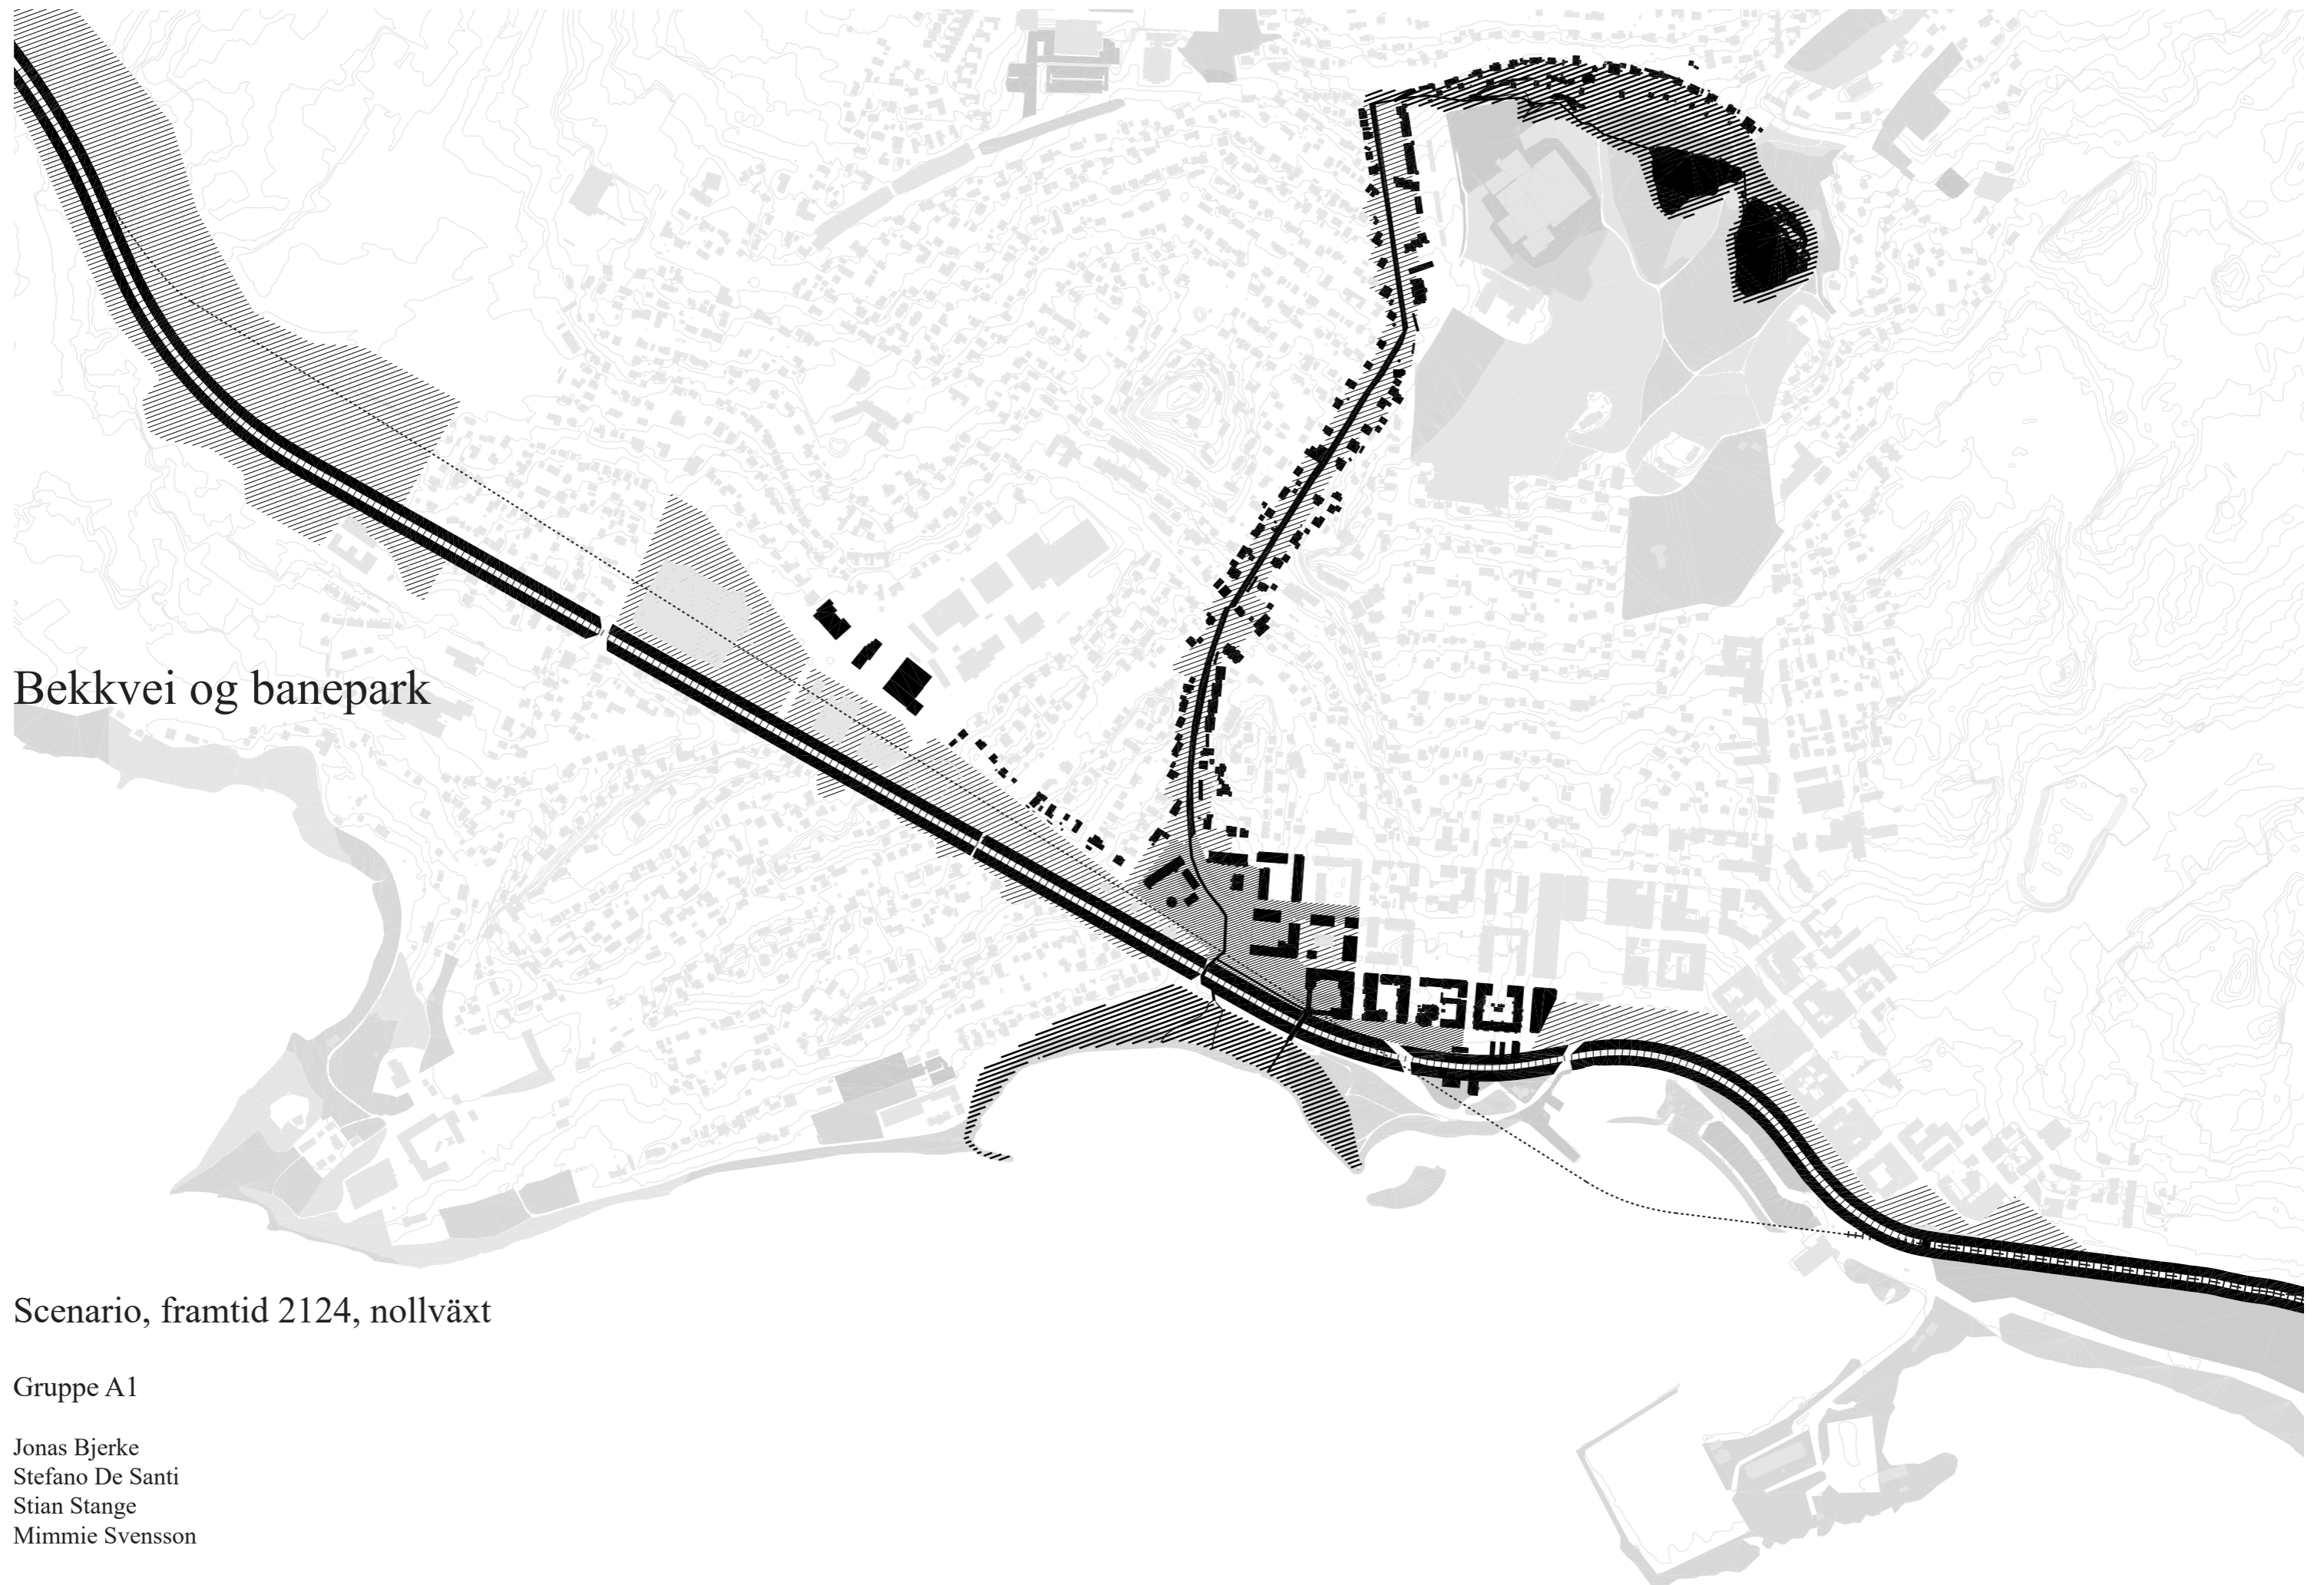 Bekkvei og banepark
Scenario, framtid 2124, nollväxt
Gruppe A1
Jonas Bjerke
Stefano De Santi
Stian Stange
Mimmie Svensson